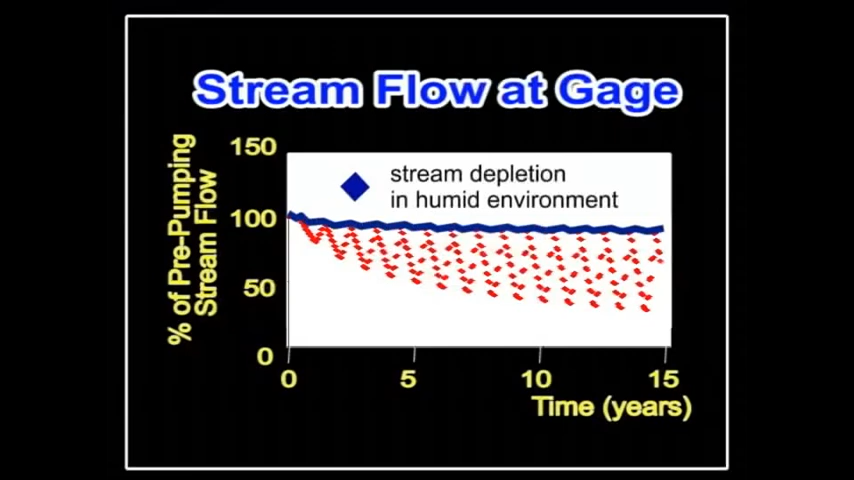 Stream Flow at Gage
% of Pre-Pumping
Stream Flow
150
100
50
0
stream depletion
in humid environment
0 5 10 15
Time (years)